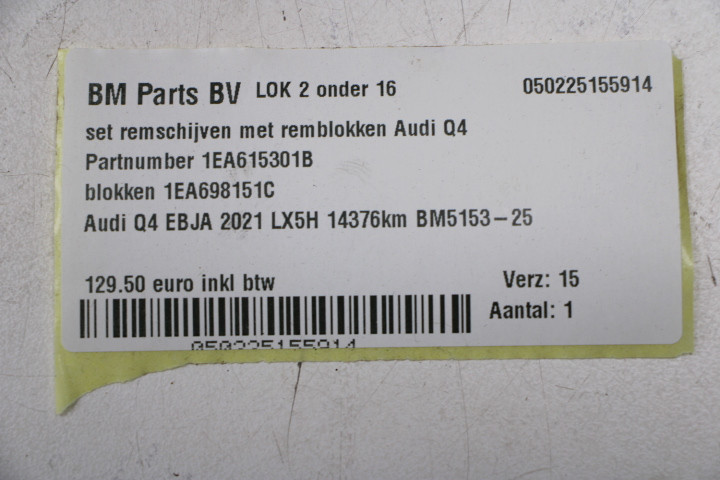 BM Parts BV LOK 2 onder 16 050225155914
set remschijven met remblokken Audi Q4
Partnumber 1EA615301B
blokken 1EA698151C
Audi Q4 EBJA 2021 LX5H 14376km BM5153-25
129.50 euro inkl btw Verz: 15
Aantal: 1
050225155914